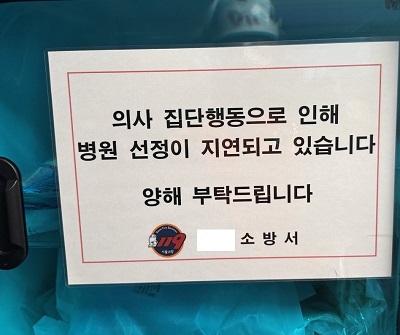 의사 집단행동으로 인해
병원 선정이 지연되고 있습니다
양해 부탁드립니다
119 소방서